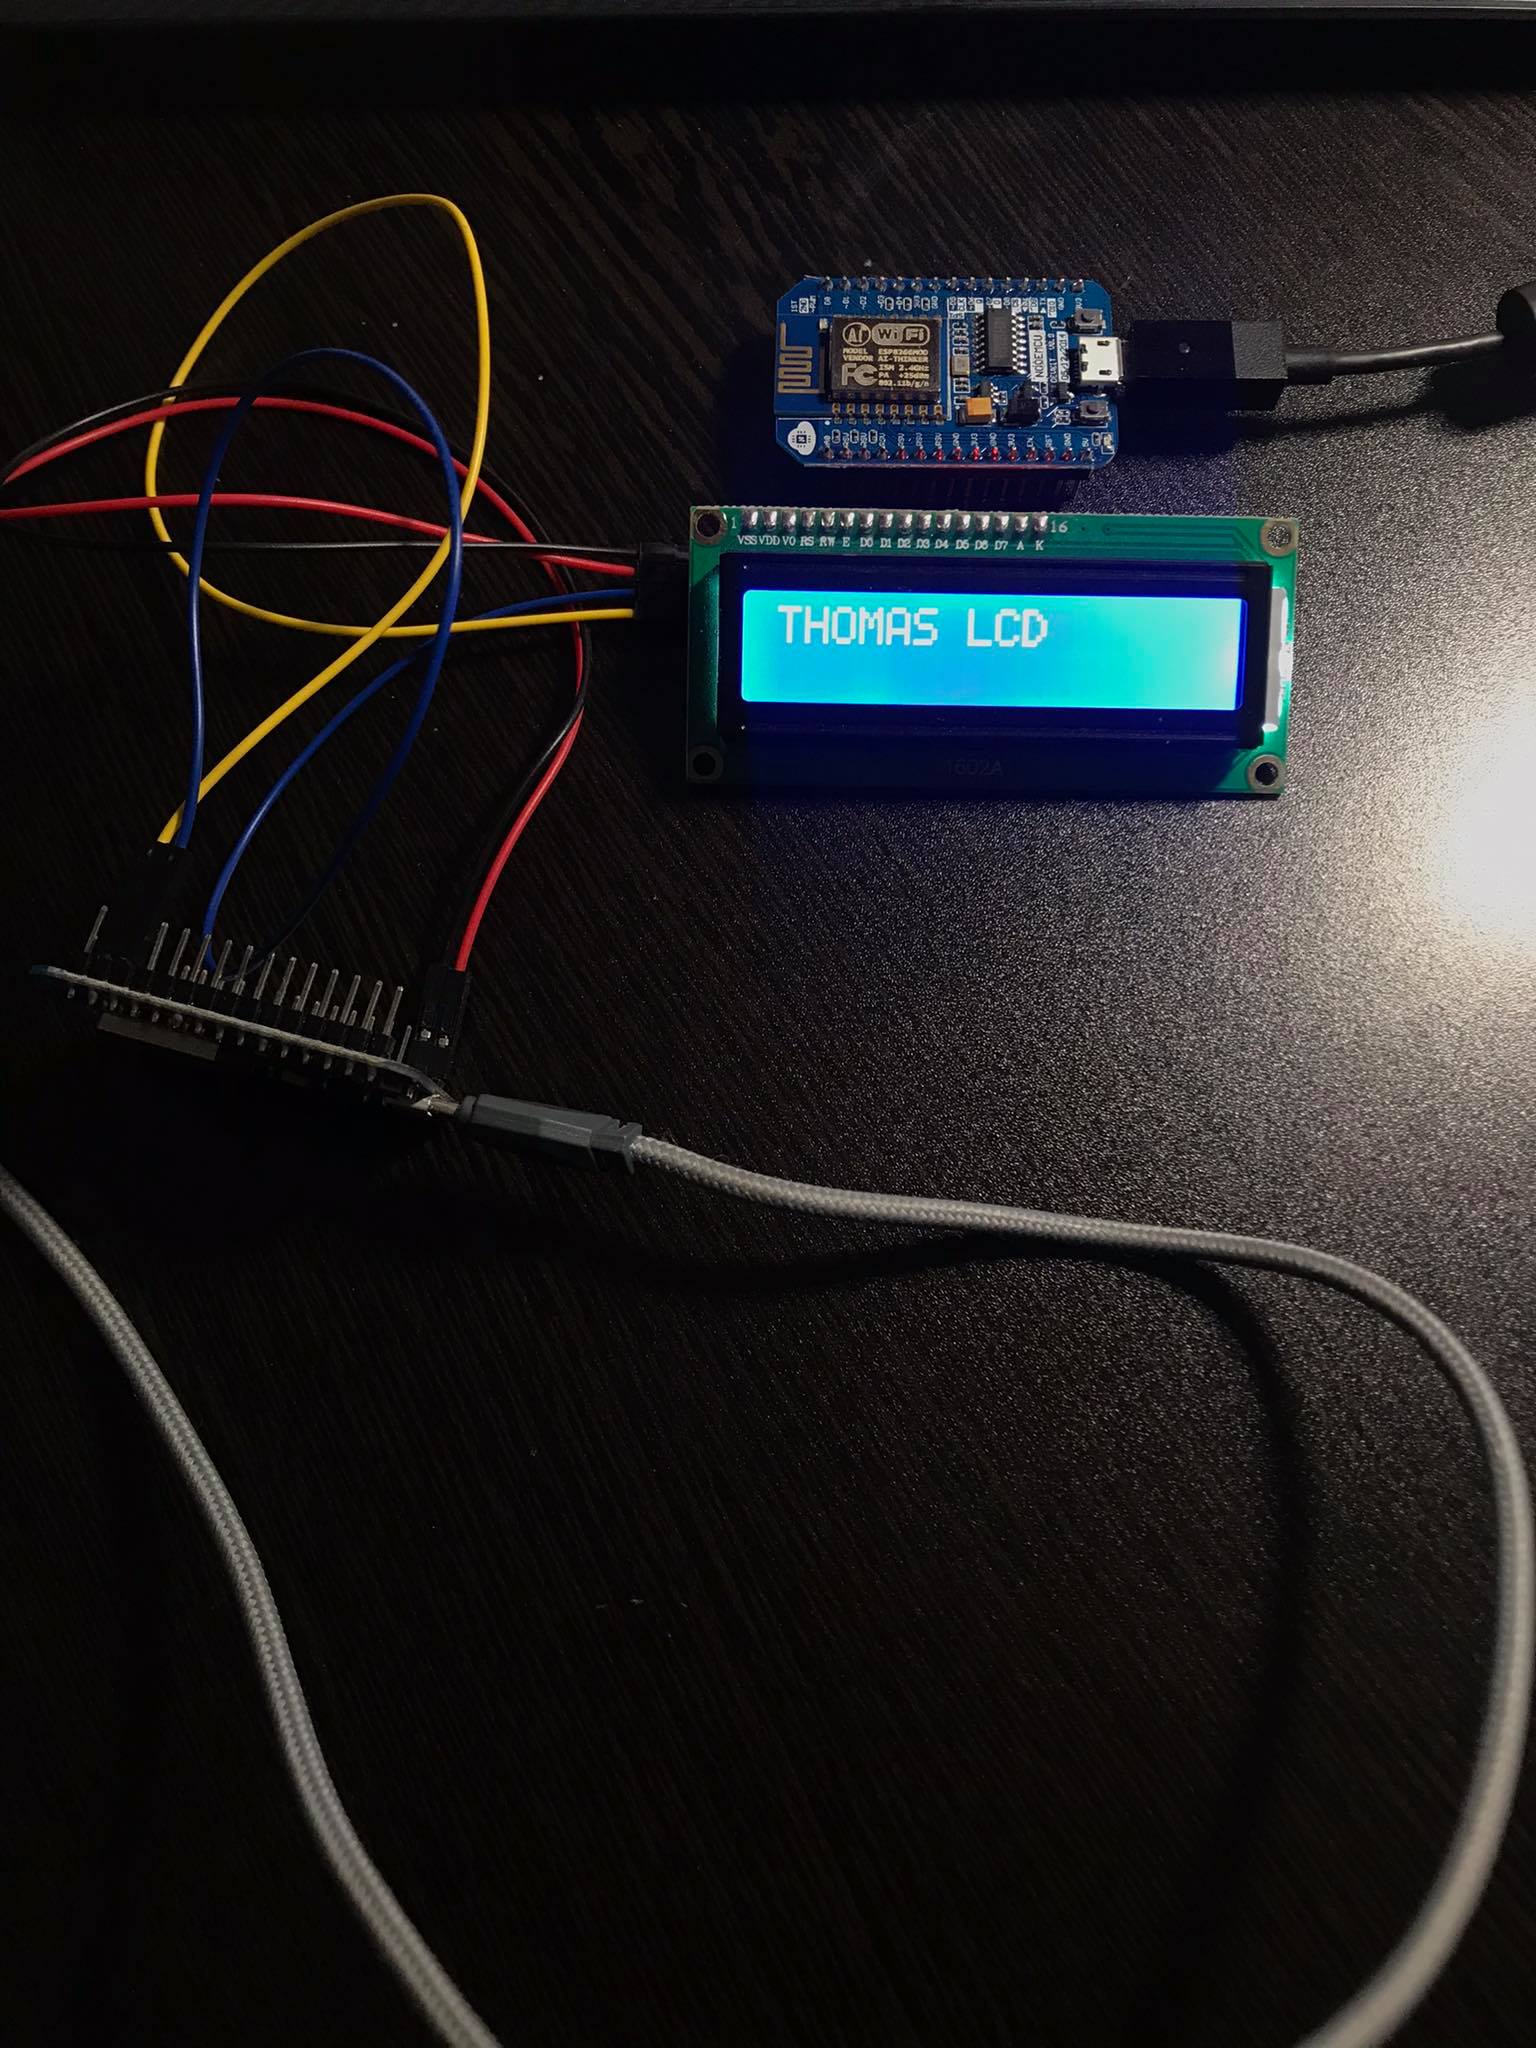 Ai WiFi
MODEL ESP8266MOD
VENDOR AI-THINKER
FC ISM 2.4GHz
PA +25dBm
802.11b/g/n
NODEMCU
1 16
VSS VDD V0 RS RW E D0 D1 D2 D3 D4 D5 D6 D7 A K
THOMAS LCD
1602A